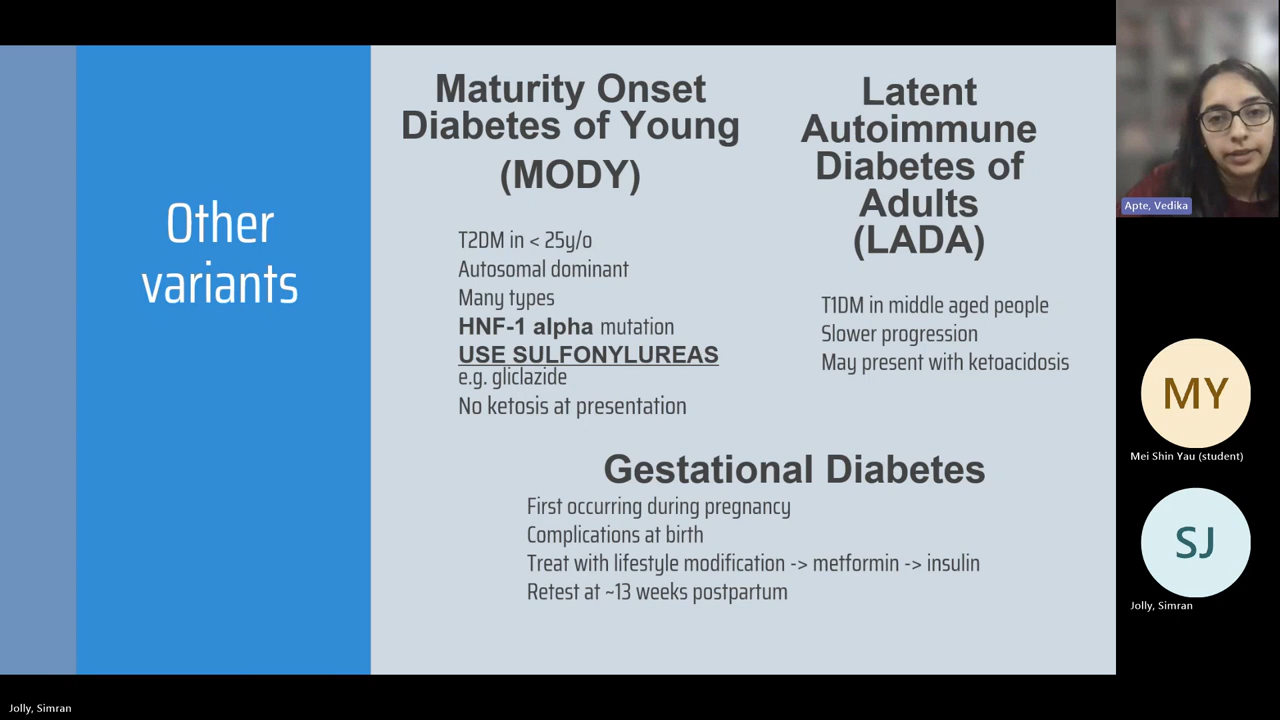 Other
variants
Maturity Onset
Diabetes of Young
(MODY)
T2DM in < 25y/o
Autosomal dominant
Many types
HNF-1 alpha mutation
USE SULFONYLUREAS
e.g. gliclazide
No ketosis at presentation
Latent
Autoimmune
Diabetes of
Adults
(LADA)
T1DM in middle aged people
Slower progression
May present with ketoacidosis
Gestational Diabetes
First occurring during pregnancy
Complications at birth
Treat with lifestyle modification -> metformin -> insulin
Retest at ~13 weeks postpartum
Apte, Vedika
MY
Mei Shin Yau (student)
SJ
Jolly, Simran
Jolly, Simran